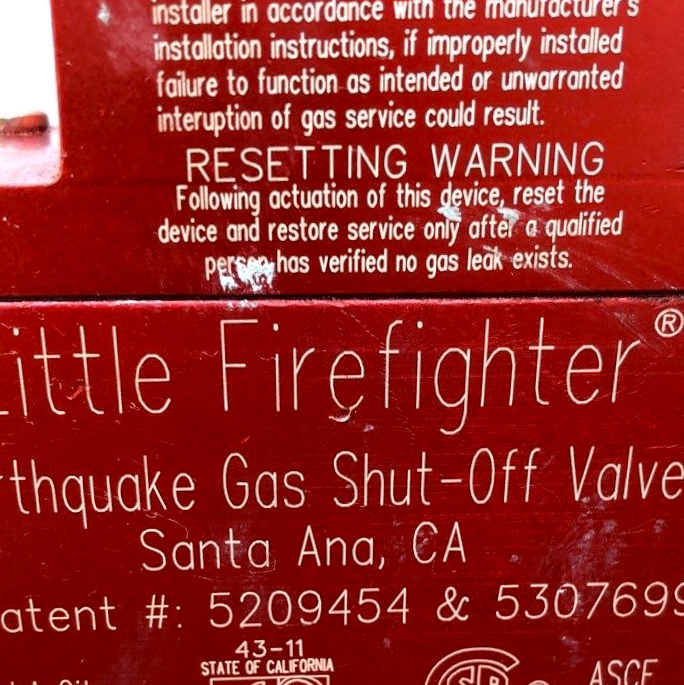 installer in accordance with the manufacturer's
installation instructions, if improperly installed
failure to function as intended or unwarranted
interuption of gas service could result.
RESETTING WARNING
Following actuation of this device, reset the
device and restore service only after a qualified
person has verified no gas leak exists.
ittle Firefighter®
rthquake Gas Shut-Off Valve
Santa Ana, CA
atent #: 5209454 & 5307699
43-11
STATE OF CALIFORNIA
ASCE